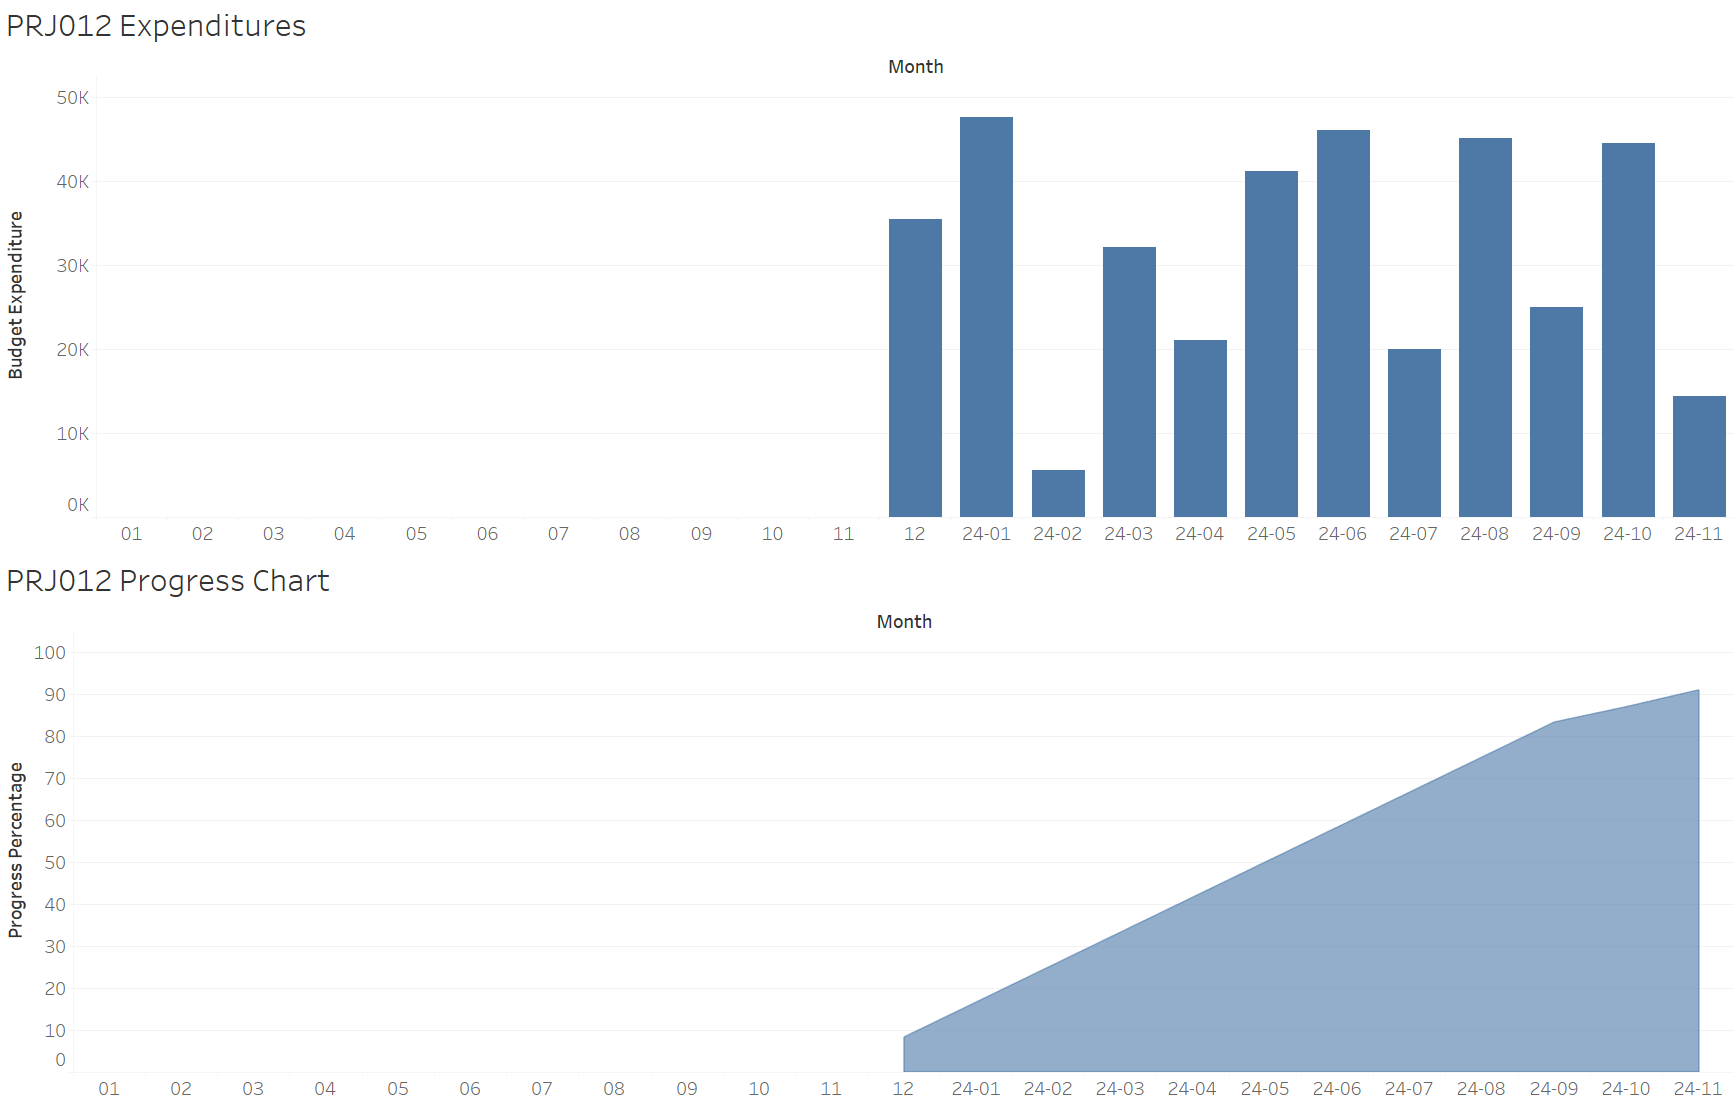 PRJ012 Expenditures
Month
Budget Expenditure
50K
40K
30K
20K
10K
0K
01 02 03 04 05 06 07 08 09 10 11 12 24-01 24-02 24-03 24-04 24-05 24-06 24-07 24-08 24-09 24-10 24-11
PRJ012 Progress Chart
Month
Progress Percentage
100
90
80
70
60
50
40
30
20
10
0
01 02 03 04 05 06 07 08 09 10 11 12 24-01 24-02 24-03 24-04 24-05 24-06 24-07 24-08 24-09 24-10 24-11